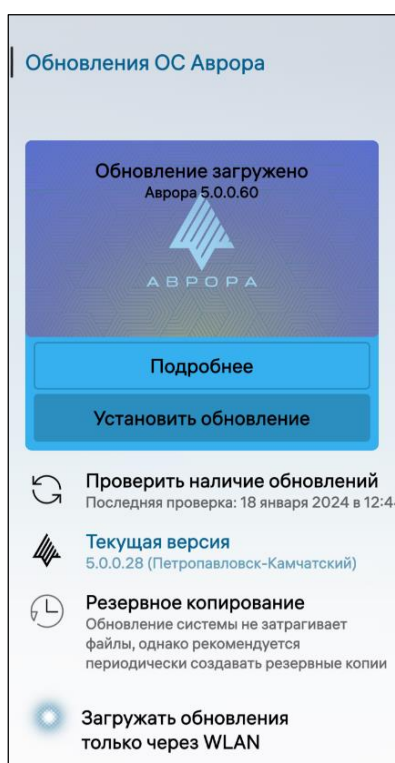 Обновления ОС Аврора
Обновление загружено
Аврора 5.0.0.60
АВРОРА
Подробнее
Установить обновление
Проверить наличие обновлений
Последняя проверка: 18 января 2024 в 12:4
Текущая версия
5.0.0.28 (Петропавловск-Камчатский)
Резервное копирование
Обновление системы не затрагивает
файлы, однако рекомендуется
периодически создавать резервные копии
Загружать обновления
только через WLAN